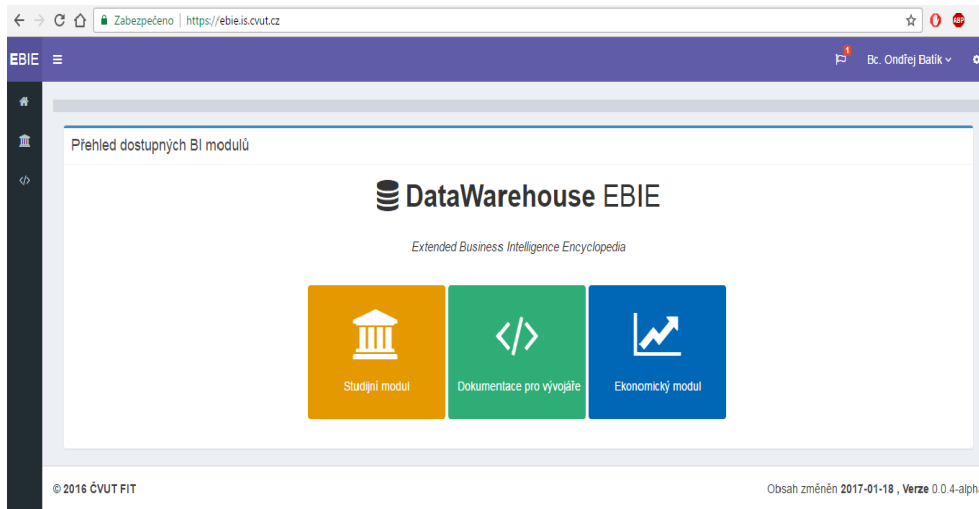 Zabezpečeno | https://ebie.is.cvut.cz
ABP
EBIE
1
Bc. Ondřej Batík
Přehled dostupných BI modulů
DataWarehouse EBIE
Extended Business Intelligence Encyclopedia
Studijní modul
Dokumentace pro vývojáře
Ekonomický modul
© 2016 ČVUT FIT
Obsah změněn 2017-01-18 , Verze 0.0.4-alph